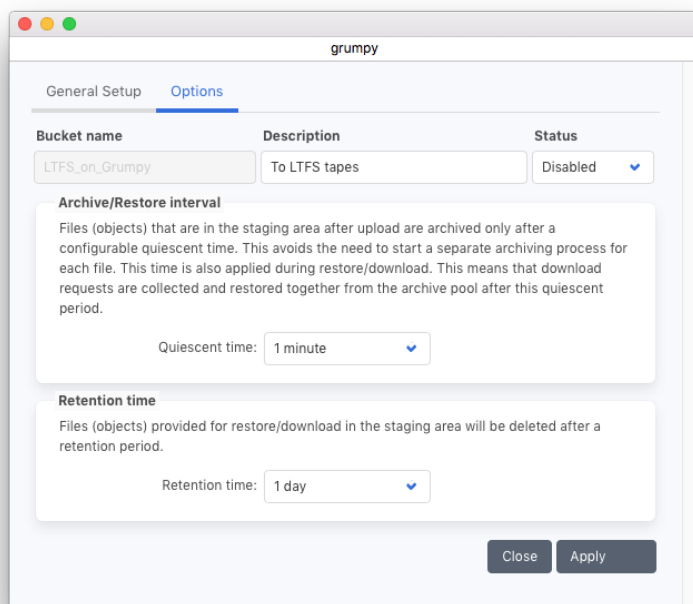 grumpy
General Setup Options
Bucket name Description Status
LTFS_on_Grumpy To LTFS tapes Disabled
Archive/Restore interval
Files (objects) that are in the staging area after upload are archived only after a
configurable quiescent time. This avoids the need to start a separate archiving process for
each file. This time is also applied during restore/download. This means that download
requests are collected and restored together from the archive pool after this quiescent
period.
Quiescent time: 1 minute
Retention time
Files (objects) provided for restore/download in the staging area will be deleted after a
retention period.
Retention time: 1 day
Close Apply